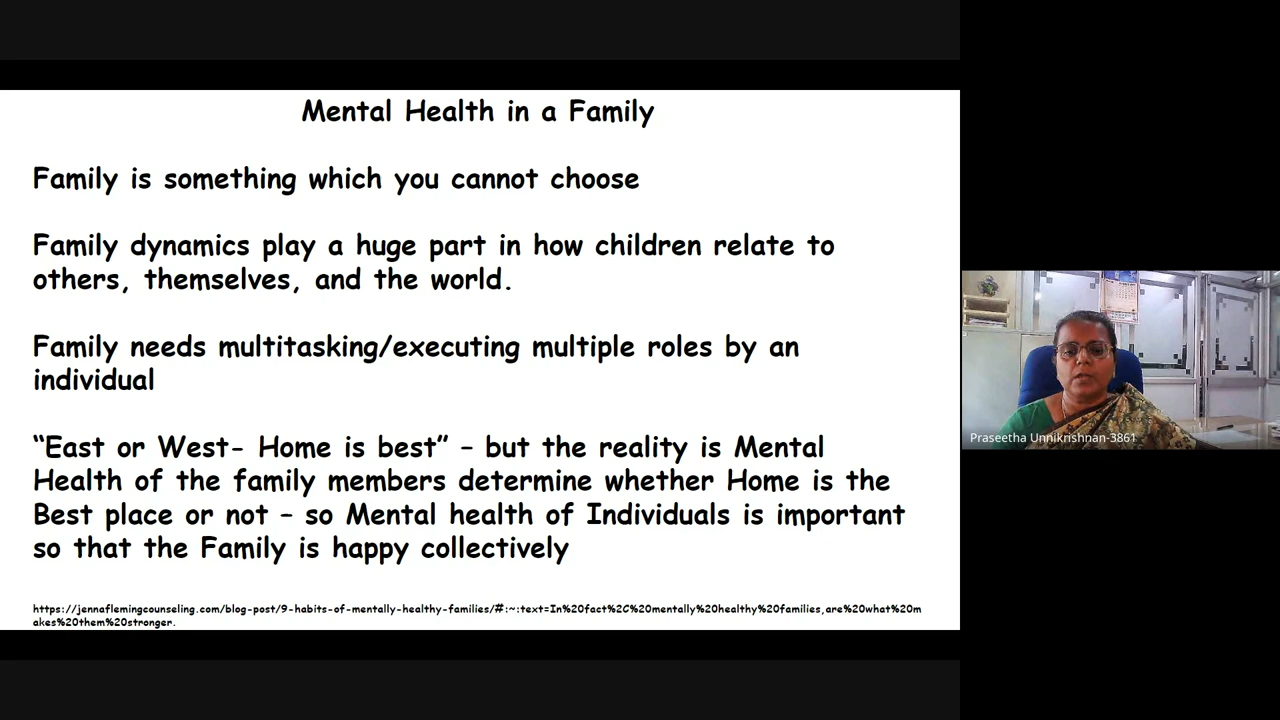 Mental Health in a Family
Family is something which you cannot choose
Family dynamics play a huge part in how children relate to
others, themselves, and the world.
Family needs multitasking/executing multiple roles by an
individual
“East or West- Home is best” – but the reality is Mental
Health of the family members determine whether Home is the
Best place or not – so Mental health of Individuals is important
so that the Family is happy collectively
https://jennaflemingcounseling.com/blog-post/9-habits-of-mentally-healthy-families/#:~:text=In%20fact%2C%20mentally%20healthy%20families,are%20what%20m
akes%20them%20stronger.
Praseetha Unnikrishnan-3861